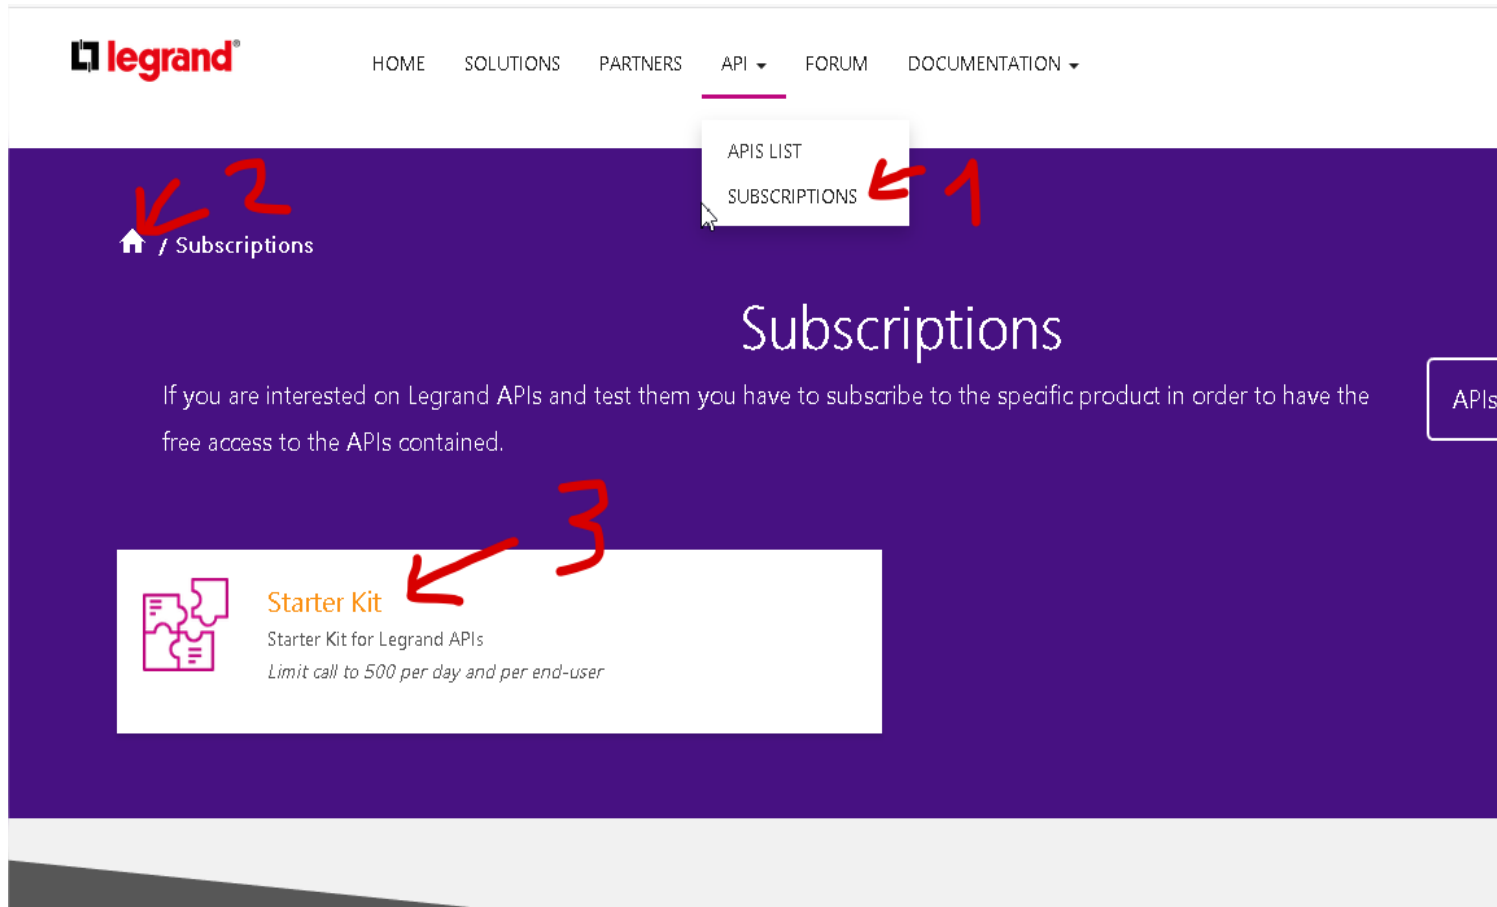 legrand®
HOME SOLUTIONS PARTNERS API FORUM DOCUMENTATION
APIS LIST
SUBSCRIPTIONS
1
2
/ Subscriptions
Subscriptions
If you are interested on Legrand APIs and test them you have to subscribe to the specific product in order to have the
free access to the APIs contained.
APIs
3
Starter Kit
Starter Kit for Legrand APIs
Limit call to 500 per day and per end-user